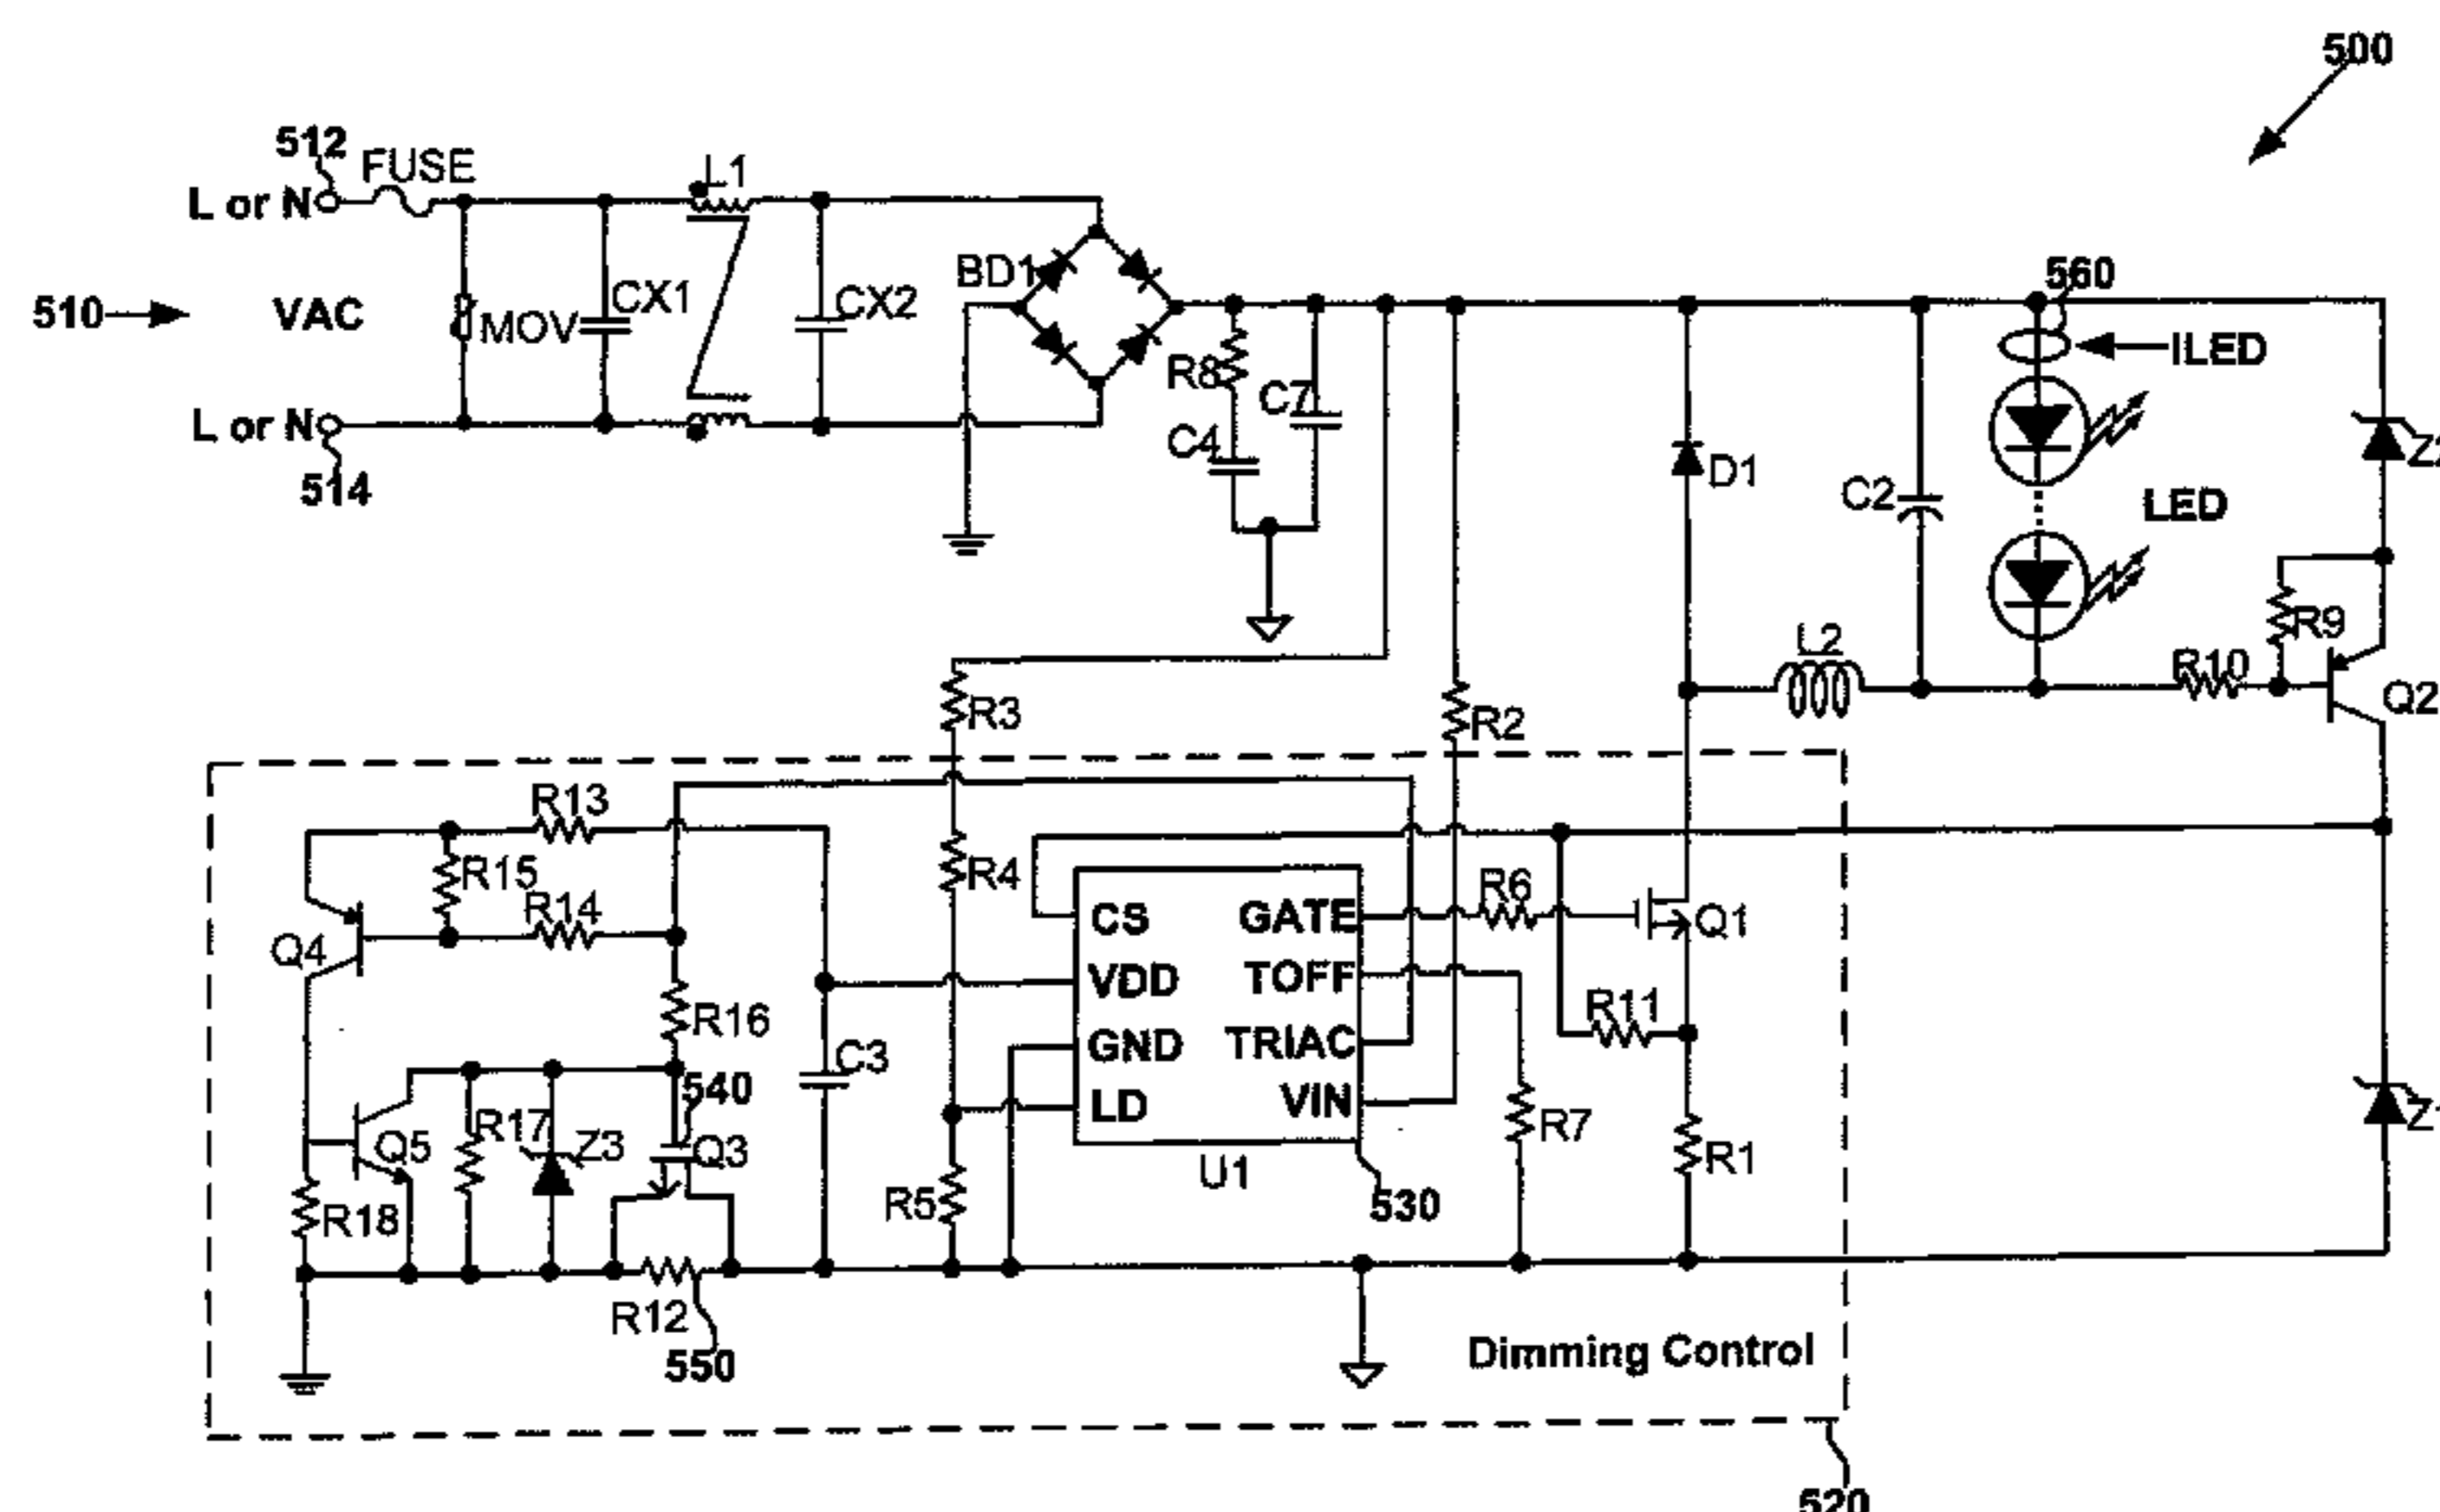 500
512
FUSE
L1
L or N
BD1
560
510
VAC
MOV
CX1
CX2
R8
C7
ILED
C4
D1
C2
LED
L or N
514
R9
L2
R10
Q2
R3
R2
R13
R4
R15
R14
R6
CS
GATE
Q1
Q4
VDD
TOFF
R16
R11
GND
TRIAC
C3
540
LD
VIN
R17
Q5
Z3
Q3
R7
R1
Z1
U1
R5
530
R18
R12
550
Dimming Control
520